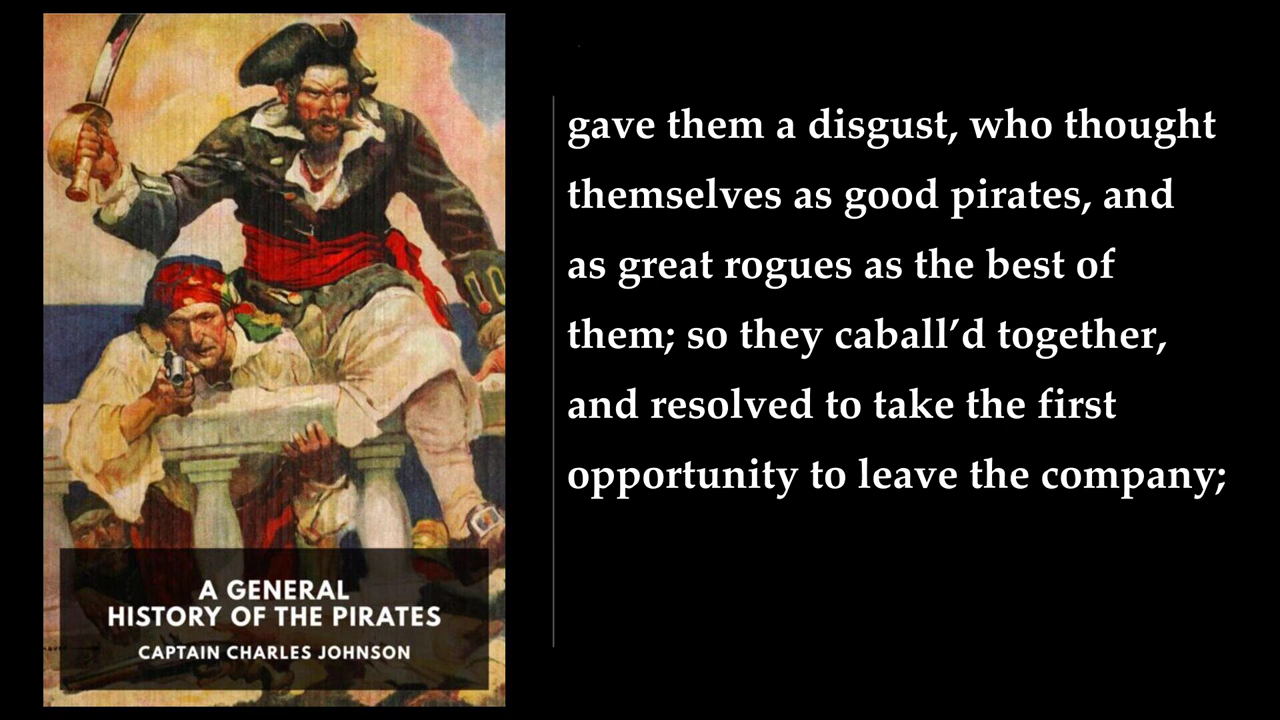 gave them a disgust, who thought
themselves as good pirates, and
as great rogues as the best of
them; so they caball’d together,
and resolved to take the first
opportunity to leave the company;
A GENERAL
HISTORY OF THE PIRATES
CAPTAIN CHARLES JOHNSON